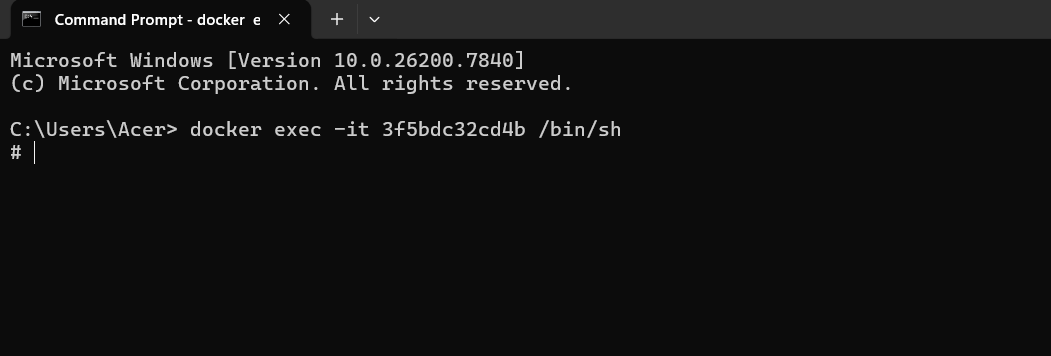 Command Prompt - docker e
Microsoft Windows [Version 10.0.26200.7840]
(c) Microsoft Corporation. All rights reserved.
C:\Users\Acer> docker exec -it 3f5bdc32cd4b /bin/sh
#